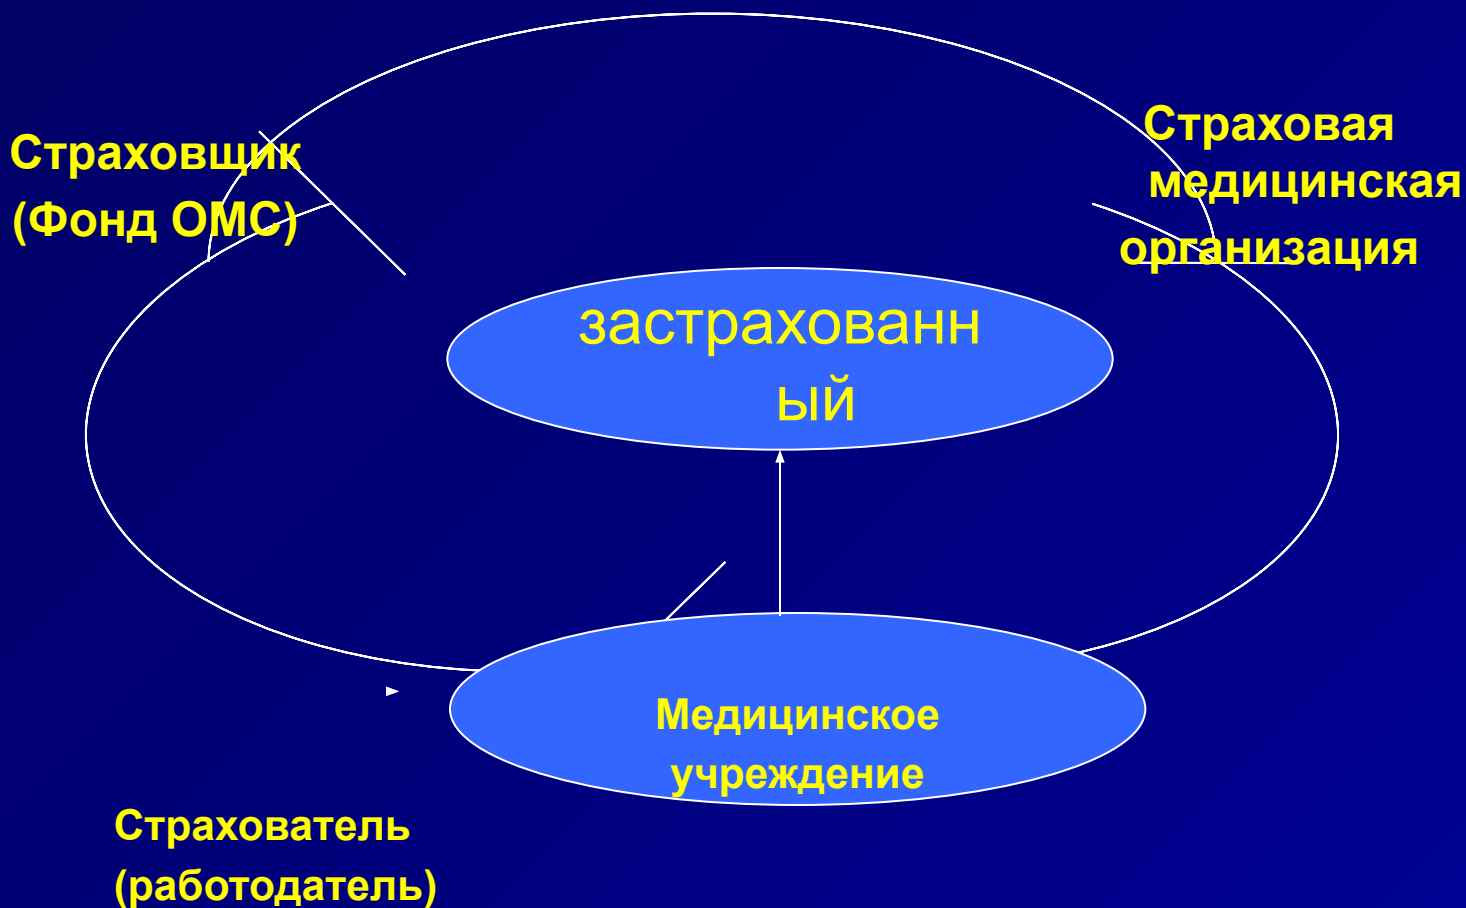 Страховщик
(Фонд ОМС)
Страховая
медицинская
организация
застрахованн
ый
Медицинское
учреждение
Страхователь
(работодатель)